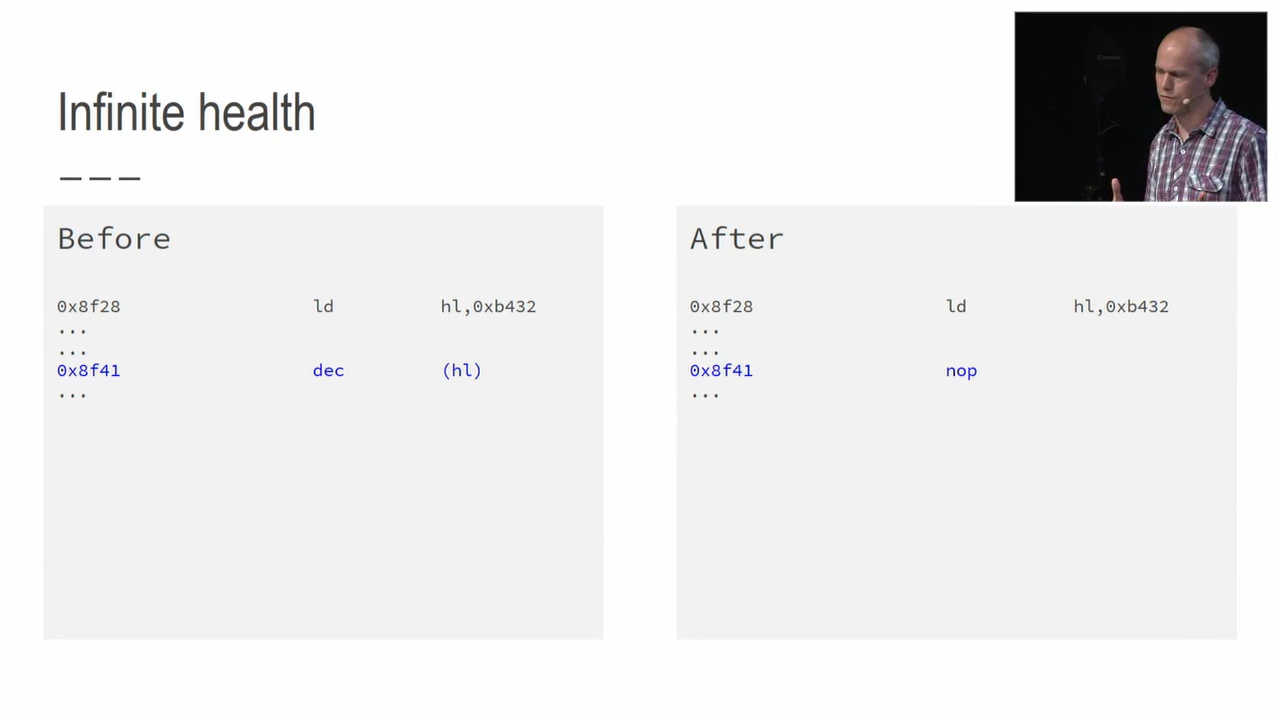 Infinite health
Before
0x8f28 ld hl,0xb432
...
...
0x8f41 dec (hl)
...
After
0x8f28 ld hl,0xb432
...
...
0x8f41 nop
...